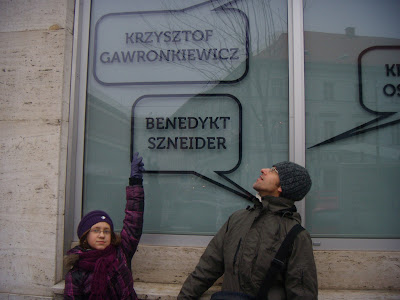 KRZYSZTOF
GAWRONKIEWICZ
BENEDYKT
SZNEIDER